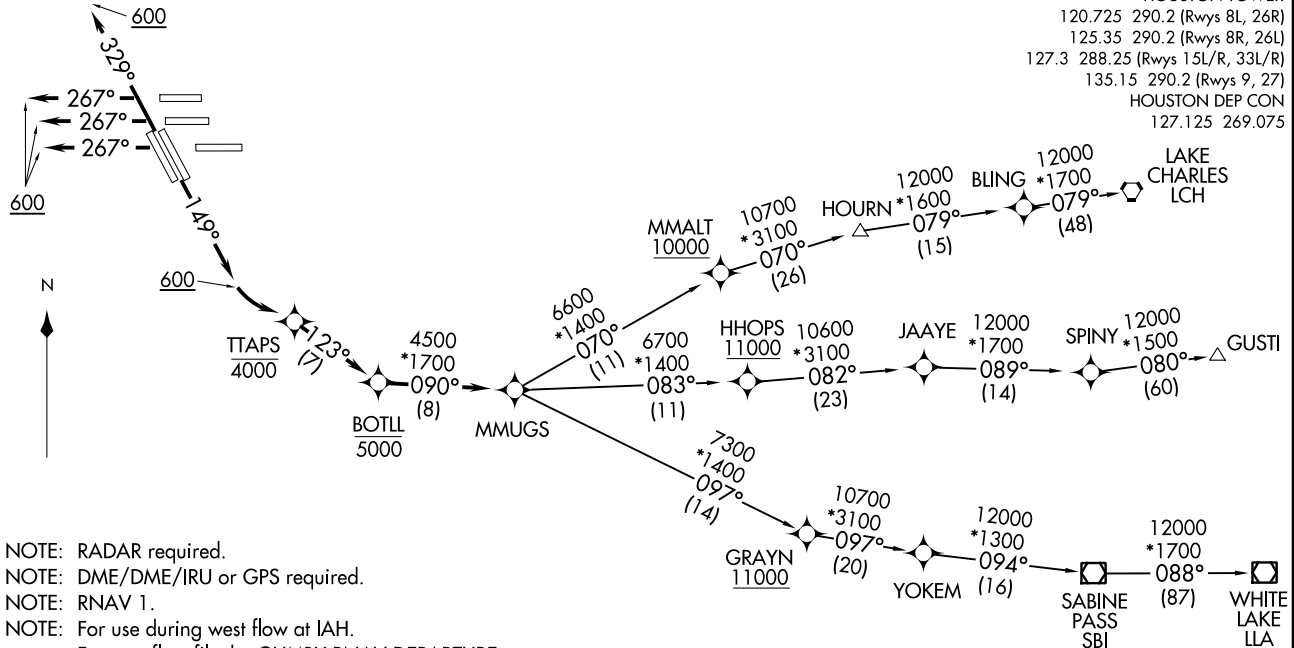 120.725 290.2 (Rwys 8L, 26R)
125.35 290.2 (Rwys 8R, 26L)
127.3 288.25 (Rwys 15L/R, 33L/R)
135.15 290.2 (Rwys 9, 27)
HOUSTON DEP CON
127.125 269.075
600
329°
267°
267°
267°
600
149°
600
N
TTAPS
4000
123°
(7)
BOTLL
5000
4500
*1700
090°
(8)
MMUGS
6600
*1400
070°
(11)
MMALT
10000
10700
*3100
070°
(26)
HOURN
12000
*1600
079°
(15)
BLING
12000
*1700
079°
(48)
LAKE
CHARLES
LCH
6700
*1400
083°
(11)
HHOPS
11000
10600
*3100
082°
(23)
JAAYE
12000
*1700
089°
(14)
SPINY
12000
*1500
080°
(60)
GUSTI
7300
*1400
097°
(14)
GRAYN
11000
10700
*3100
097°
(20)
YOKEM
12000
*1300
094°
(16)
SABINE
PASS
SBI
12000
*1700
088°
(87)
WHITE
LAKE
LLA
NOTE: RADAR required.
NOTE: DME/DME/IRU or GPS required.
NOTE: RNAV 1.
NOTE: For use during west flow at IAH.